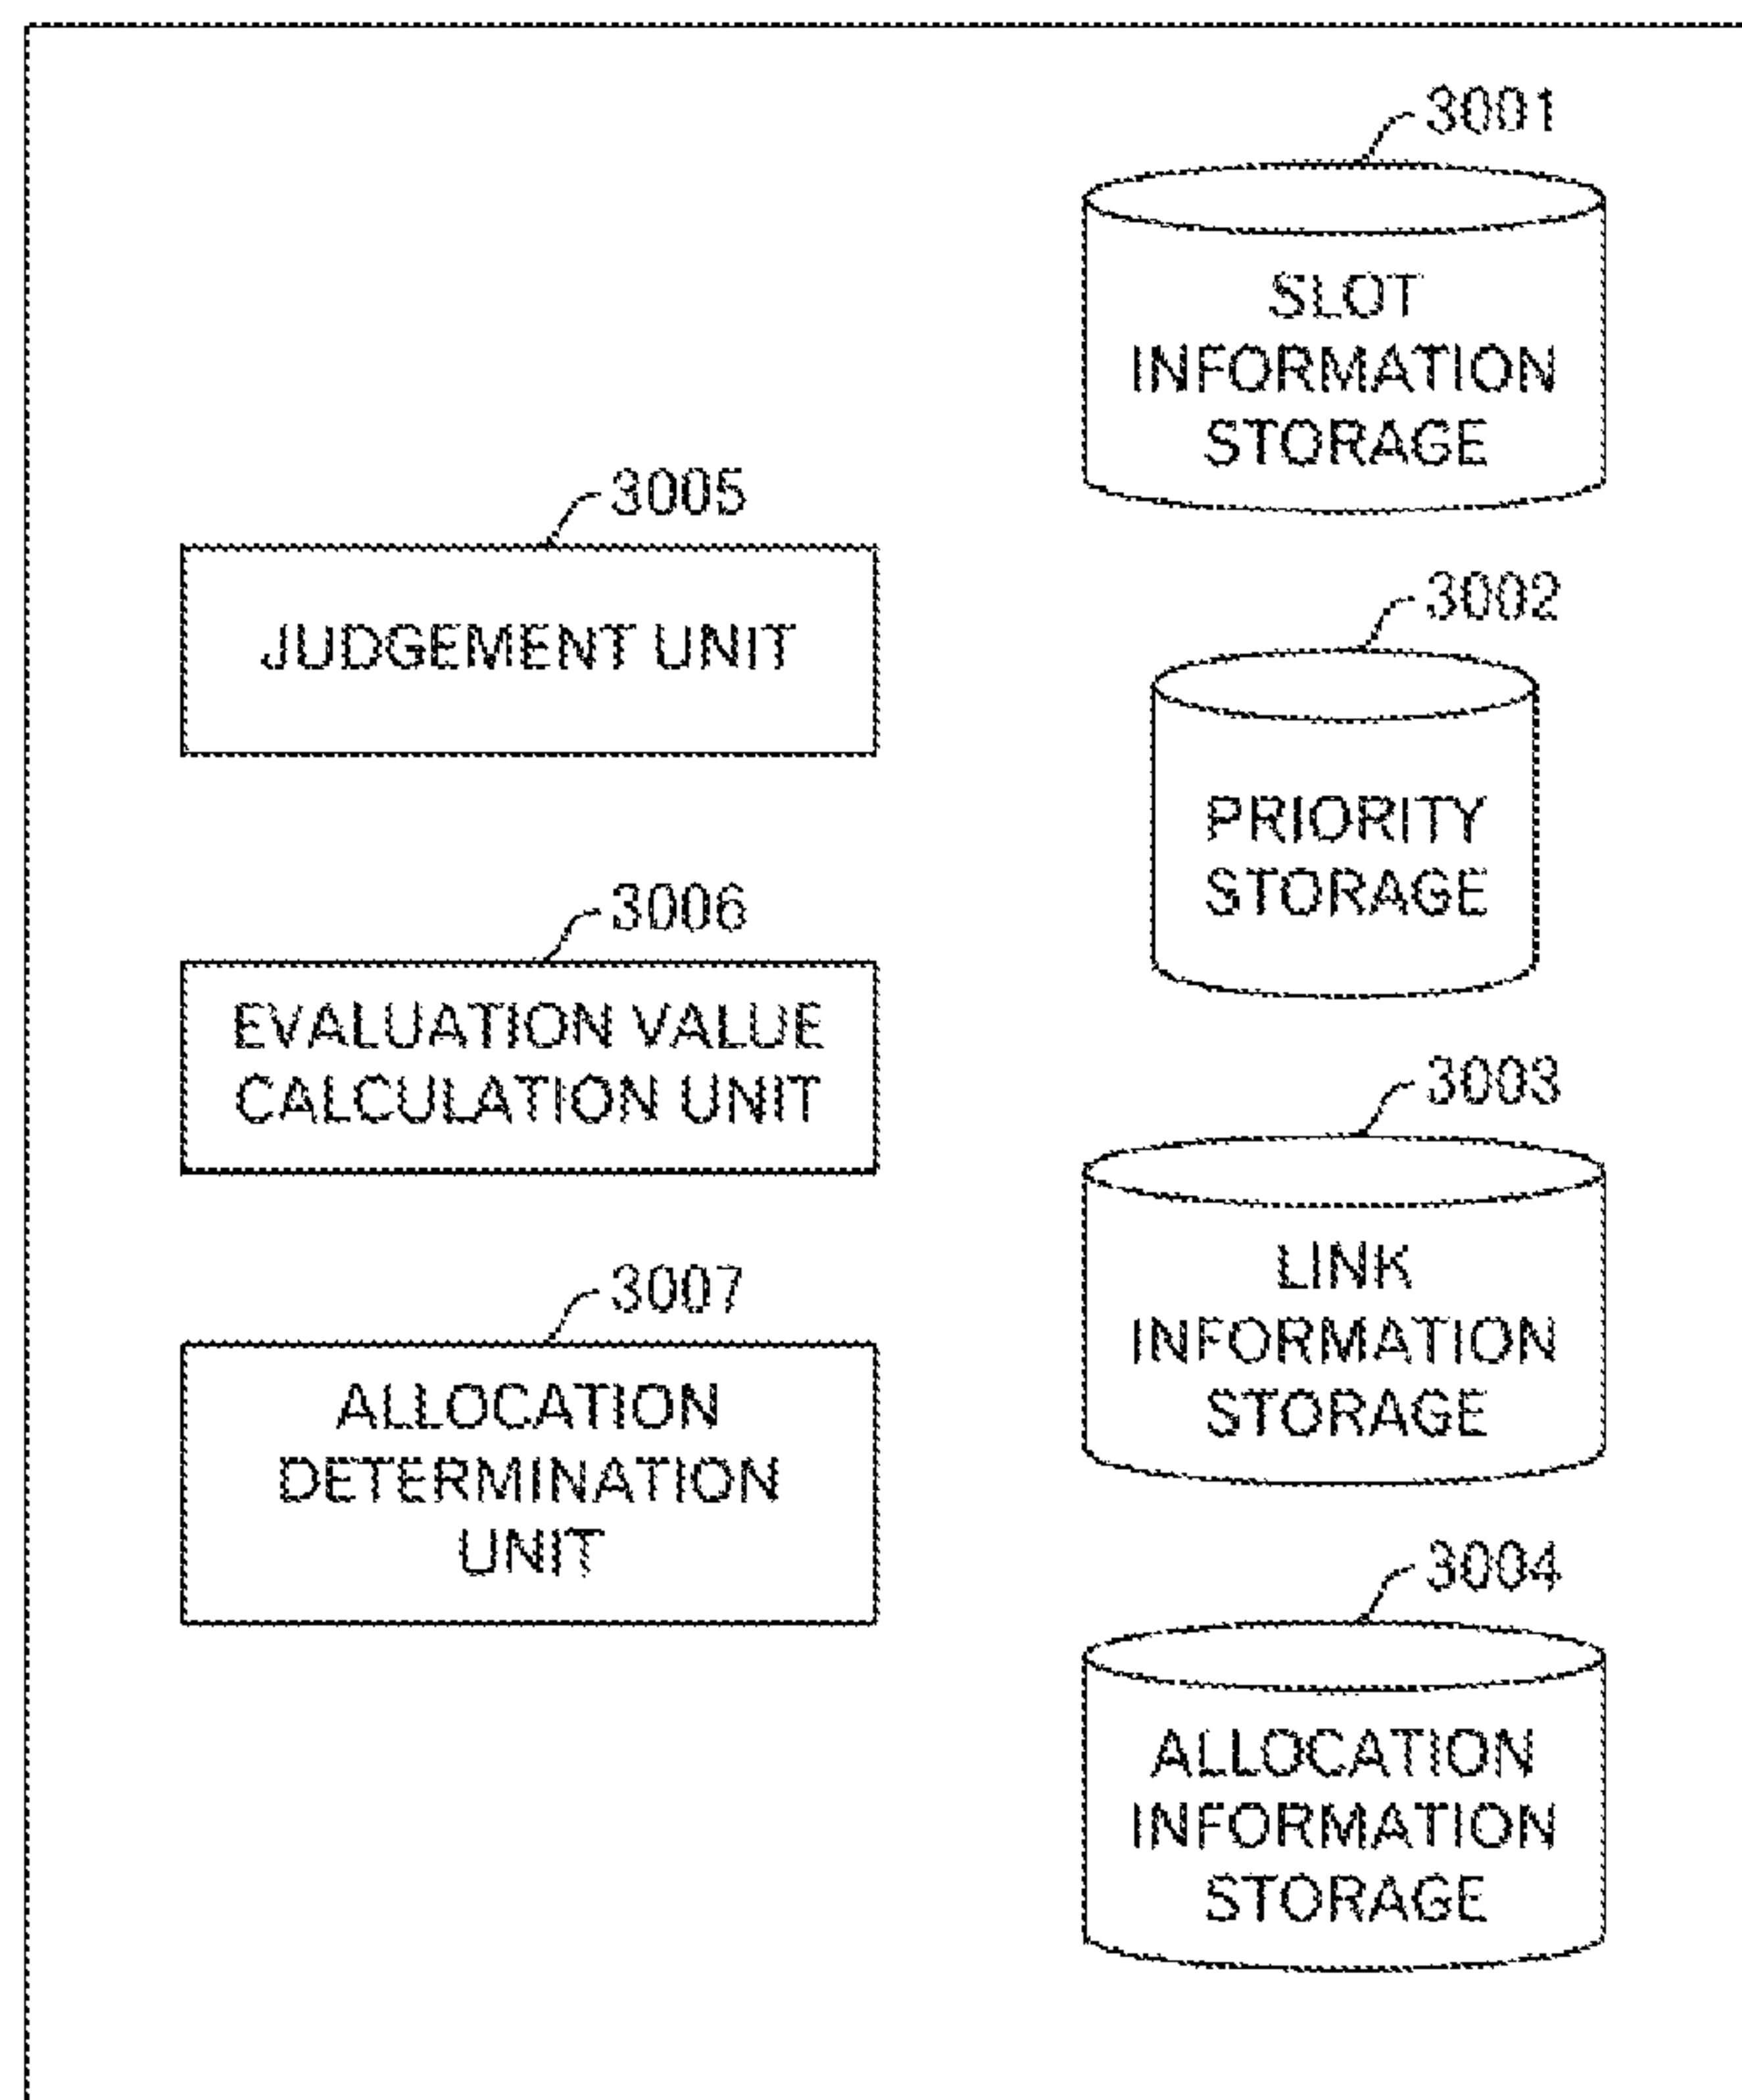 3001
SLOT
INFORMATION
STORAGE
3005
JUDGEMENT UNIT
3002
PRIORITY
STORAGE
3006
EVALUATION VALUE
CALCULATION UNIT
3003
LINK
INFORMATION
STORAGE
3007
ALLOCATION
DETERMINATION
UNIT
3004
ALLOCATION
INFORMATION
STORAGE